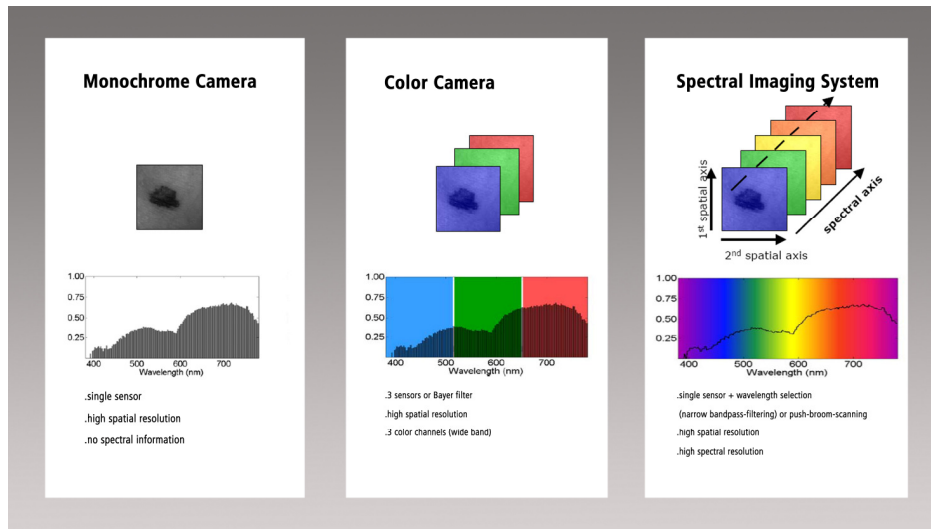 Monochrome Camera
1.00
0.75
0.50
0.25
400
500
600
700
Wavelength (nm)
.single sensor
.high spatial resolution
.no spectral information
Color Camera
1.00
0.75
0.50
0.25
400
500
600
700
Wavelength (nm)
.3 sensors or Bayer filter
.high spatial resolution
.3 color channels (wide band)
Spectral Imaging System
1st spatial axis
2nd spatial axis
spectral axis
1.00
0.75
0.50
0.25
400
500
600
700
Wavelength (nm)
.single sensor + wavelength selection
(narrow bandpass-filtering) or push-broom-scanning
.high spatial resolution
.high spectral resolution